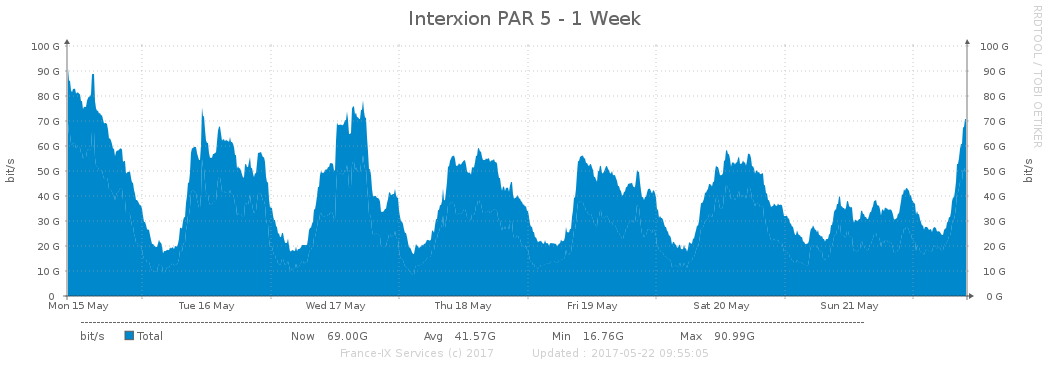 Interxion PAR 5 - 1 Week
RRDTOOL / TOBI OETIKER
100 G 100 G
90 G 90 G
80 G 80 G
70 G 70 G
60 G 60 G
50 G 50 G
40 G 40 G
30 G 30 G
20 G 20 G
10 G 10 G
0 0 G
bit/s bit/s
Mon 15 May Tue 16 May Wed 17 May Thu 18 May Fri 19 May Sat 20 May Sun 21 May
bit/s Total Now 69.00G Avg 41.57G Min 16.76G Max 90.99G
France-IX Services (c) 2017 Updated : 2017-05-22 09:55:05